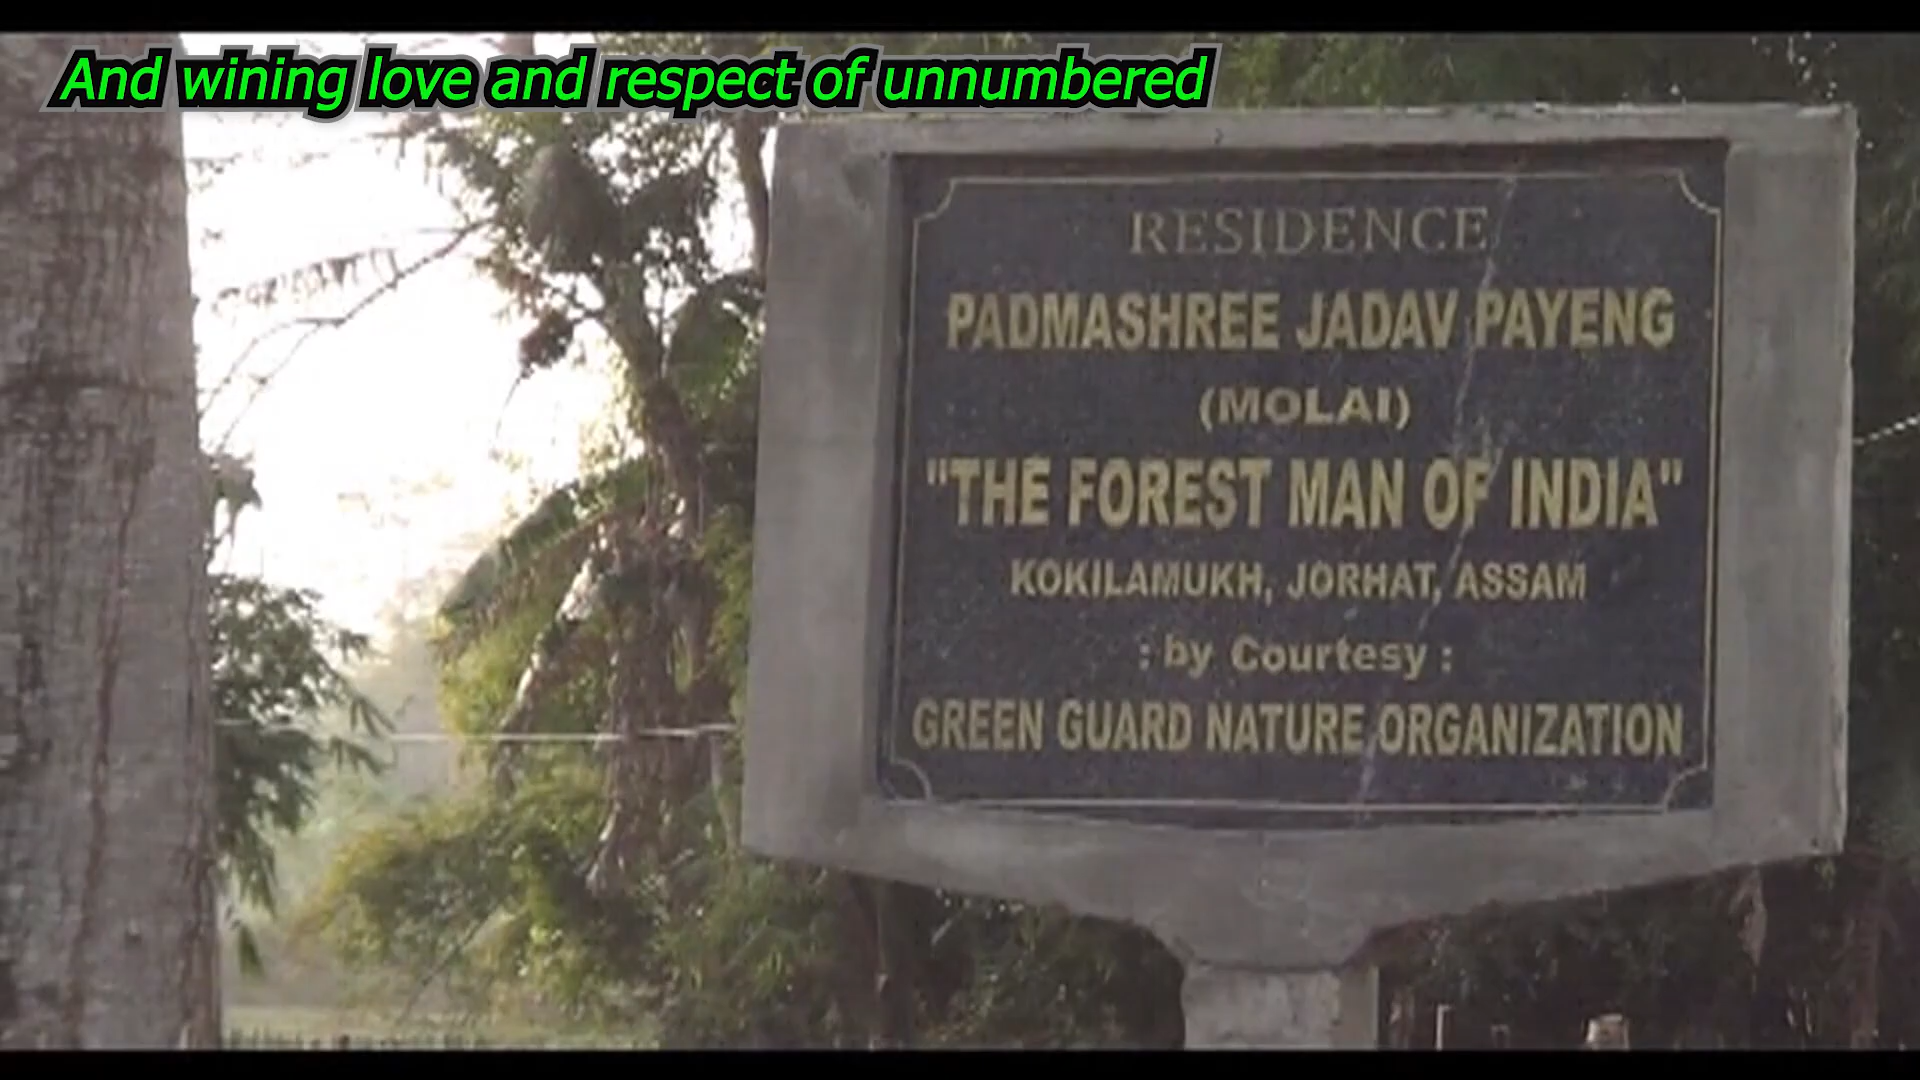 And wining love and respect of unnumbered
RESIDENCE
PADMASHREE JADAV PAYENG
(MOLAI)
"THE FOREST MAN OF INDIA"
KOKILAMUKH, JORHAT, ASSAM
: by Courtesy :
GREEN GUARD NATURE ORGANIZATION